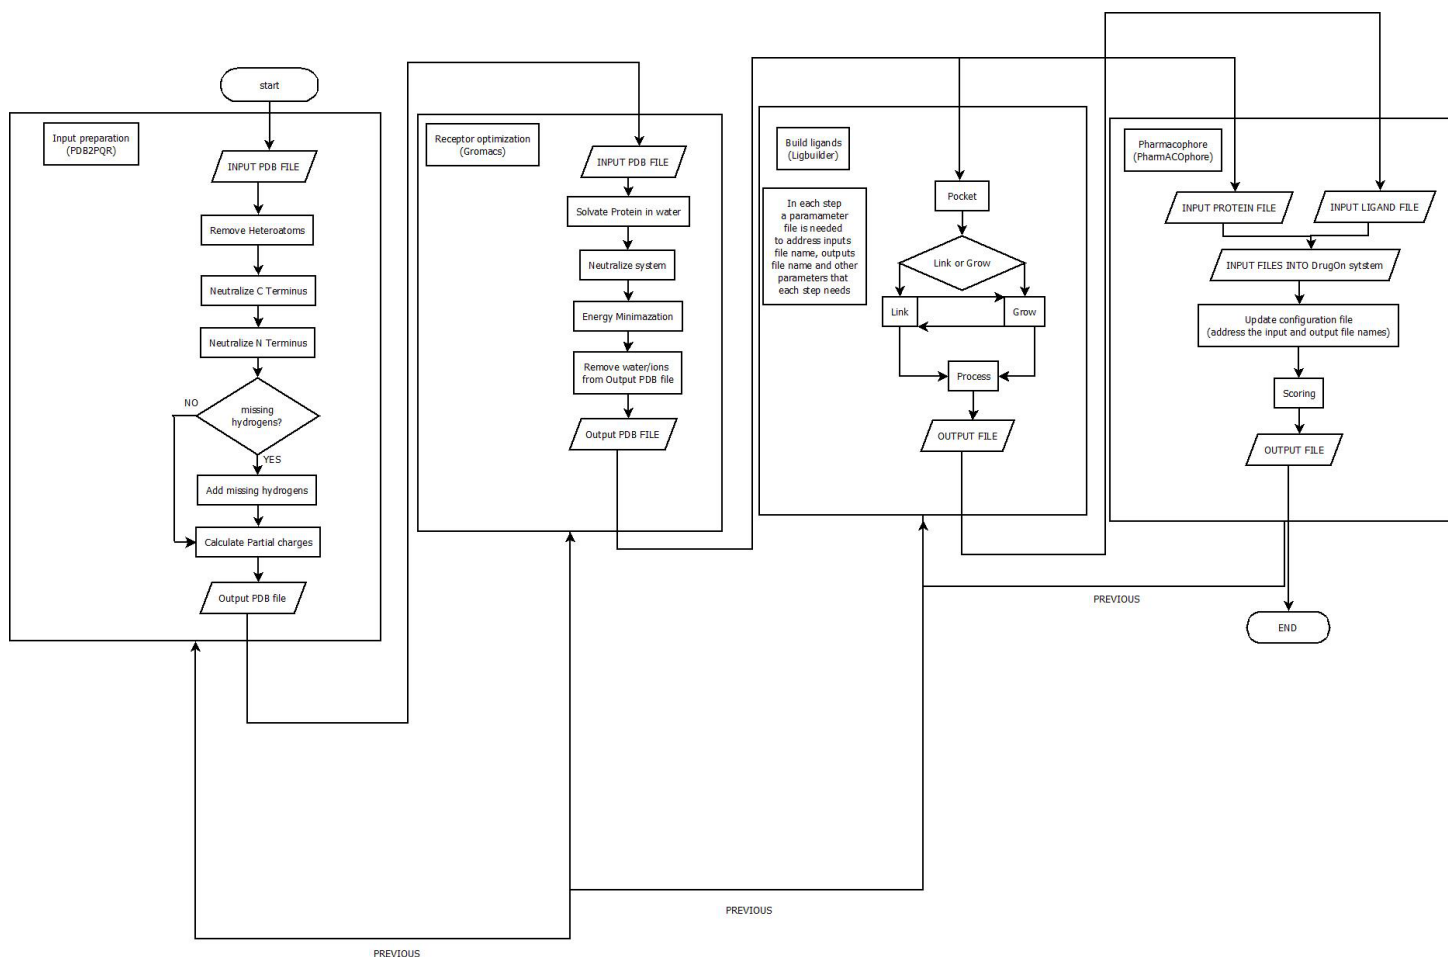 start
Input preparation
(PDB2PQR)
INPUT PDB FILE
Remove Heteroatoms
Neutralize C Terminus
Neutralize N Terminus
NO
missing
hydrogens?
YES
Add missing hydrogens
Calculate Partial charges
Output PDB file
Receptor optimization
(Gromacs)
INPUT PDB FILE
Solvate Protein in water
Neutralize system
Energy Minimazation
Remove water/ions
from Output PDB file
Output PDB FILE
Build ligands
(Ligbuilder)
In each step
a paramameter
file is needed
to address inputs
file name, outputs
file name and other
parameters that
each step needs
Pocket
Link or Grow
Link
Grow
Process
OUTPUT FILE
Pharmacophore
(PharmACOphore)
INPUT PROTEIN FILE
INPUT LIGAND FILE
INPUT FILES INTO DrugOn sytstem
Update configuration file
(address the input and output file names)
Scoring
OUTPUT FILE
END
PREVIOUS
PREVIOUS
PREVIOUS